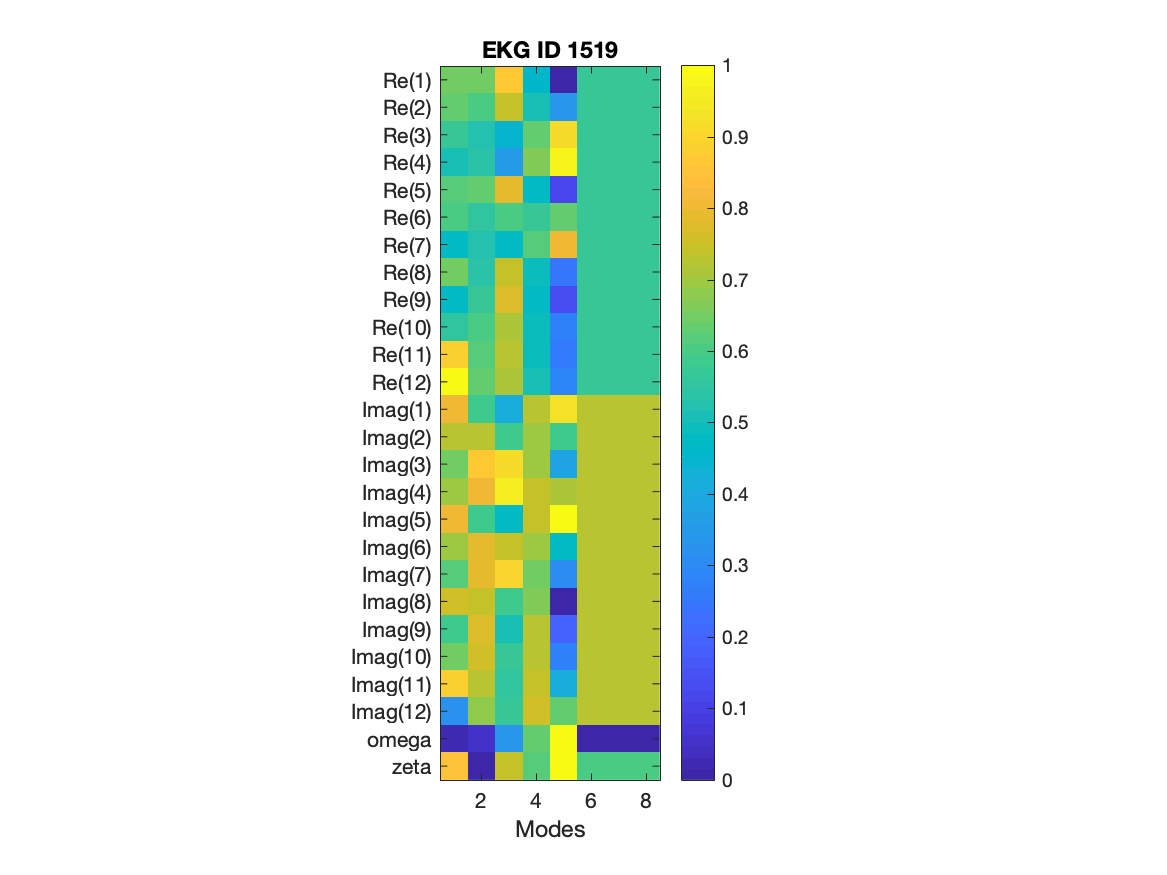 EKG ID 1519
Re(1)
Re(2)
Re(3)
Re(4)
Re(5)
Re(6)
Re(7)
Re(8)
Re(9)
Re(10)
Re(11)
Re(12)
Imag(1)
Imag(2)
Imag(3)
Imag(4)
Imag(5)
Imag(6)
Imag(7)
Imag(8)
Imag(9)
Imag(10)
Imag(11)
Imag(12)
omega
zeta
2 4 6 8
Modes
1
0.9
0.8
0.7
0.6
0.5
0.4
0.3
0.2
0.1
0